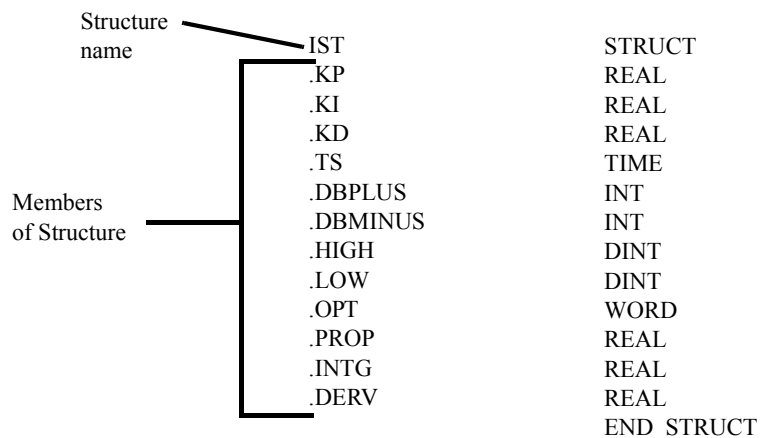 Structure
name
IST STRUCT
.KP REAL
.KI REAL
.KD REAL
.TS TIME
.DBPLUS INT
Members
of Structure
.DBMINUS INT
.HIGH DINT
.LOW DINT
.OPT WORD
.PROP REAL
.INTG REAL
.DERV REAL
END STRUCT